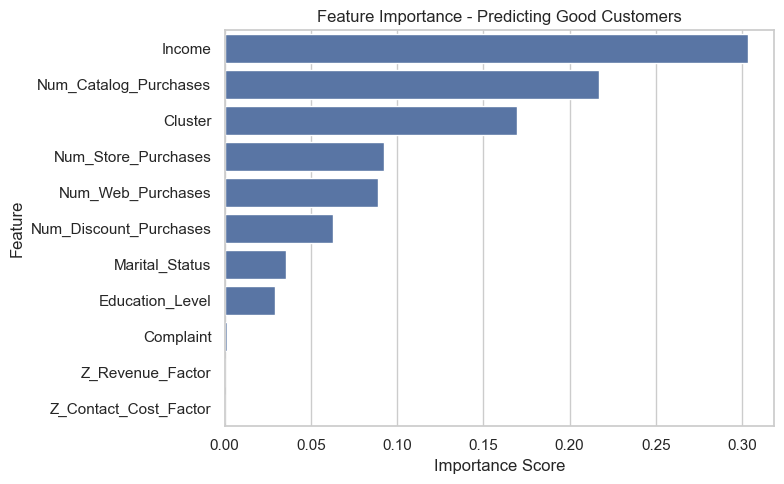 Feature Importance - Predicting Good Customers
Income
Num_Catalog_Purchases
Cluster
Num_Store_Purchases
Num_Web_Purchases
Num_Discount_Purchases
Marital_Status
Education_Level
Complaint
Z_Revenue_Factor
Z_Contact_Cost_Factor
Feature
0.00 0.05 0.10 0.15 0.20 0.25 0.30
Importance Score